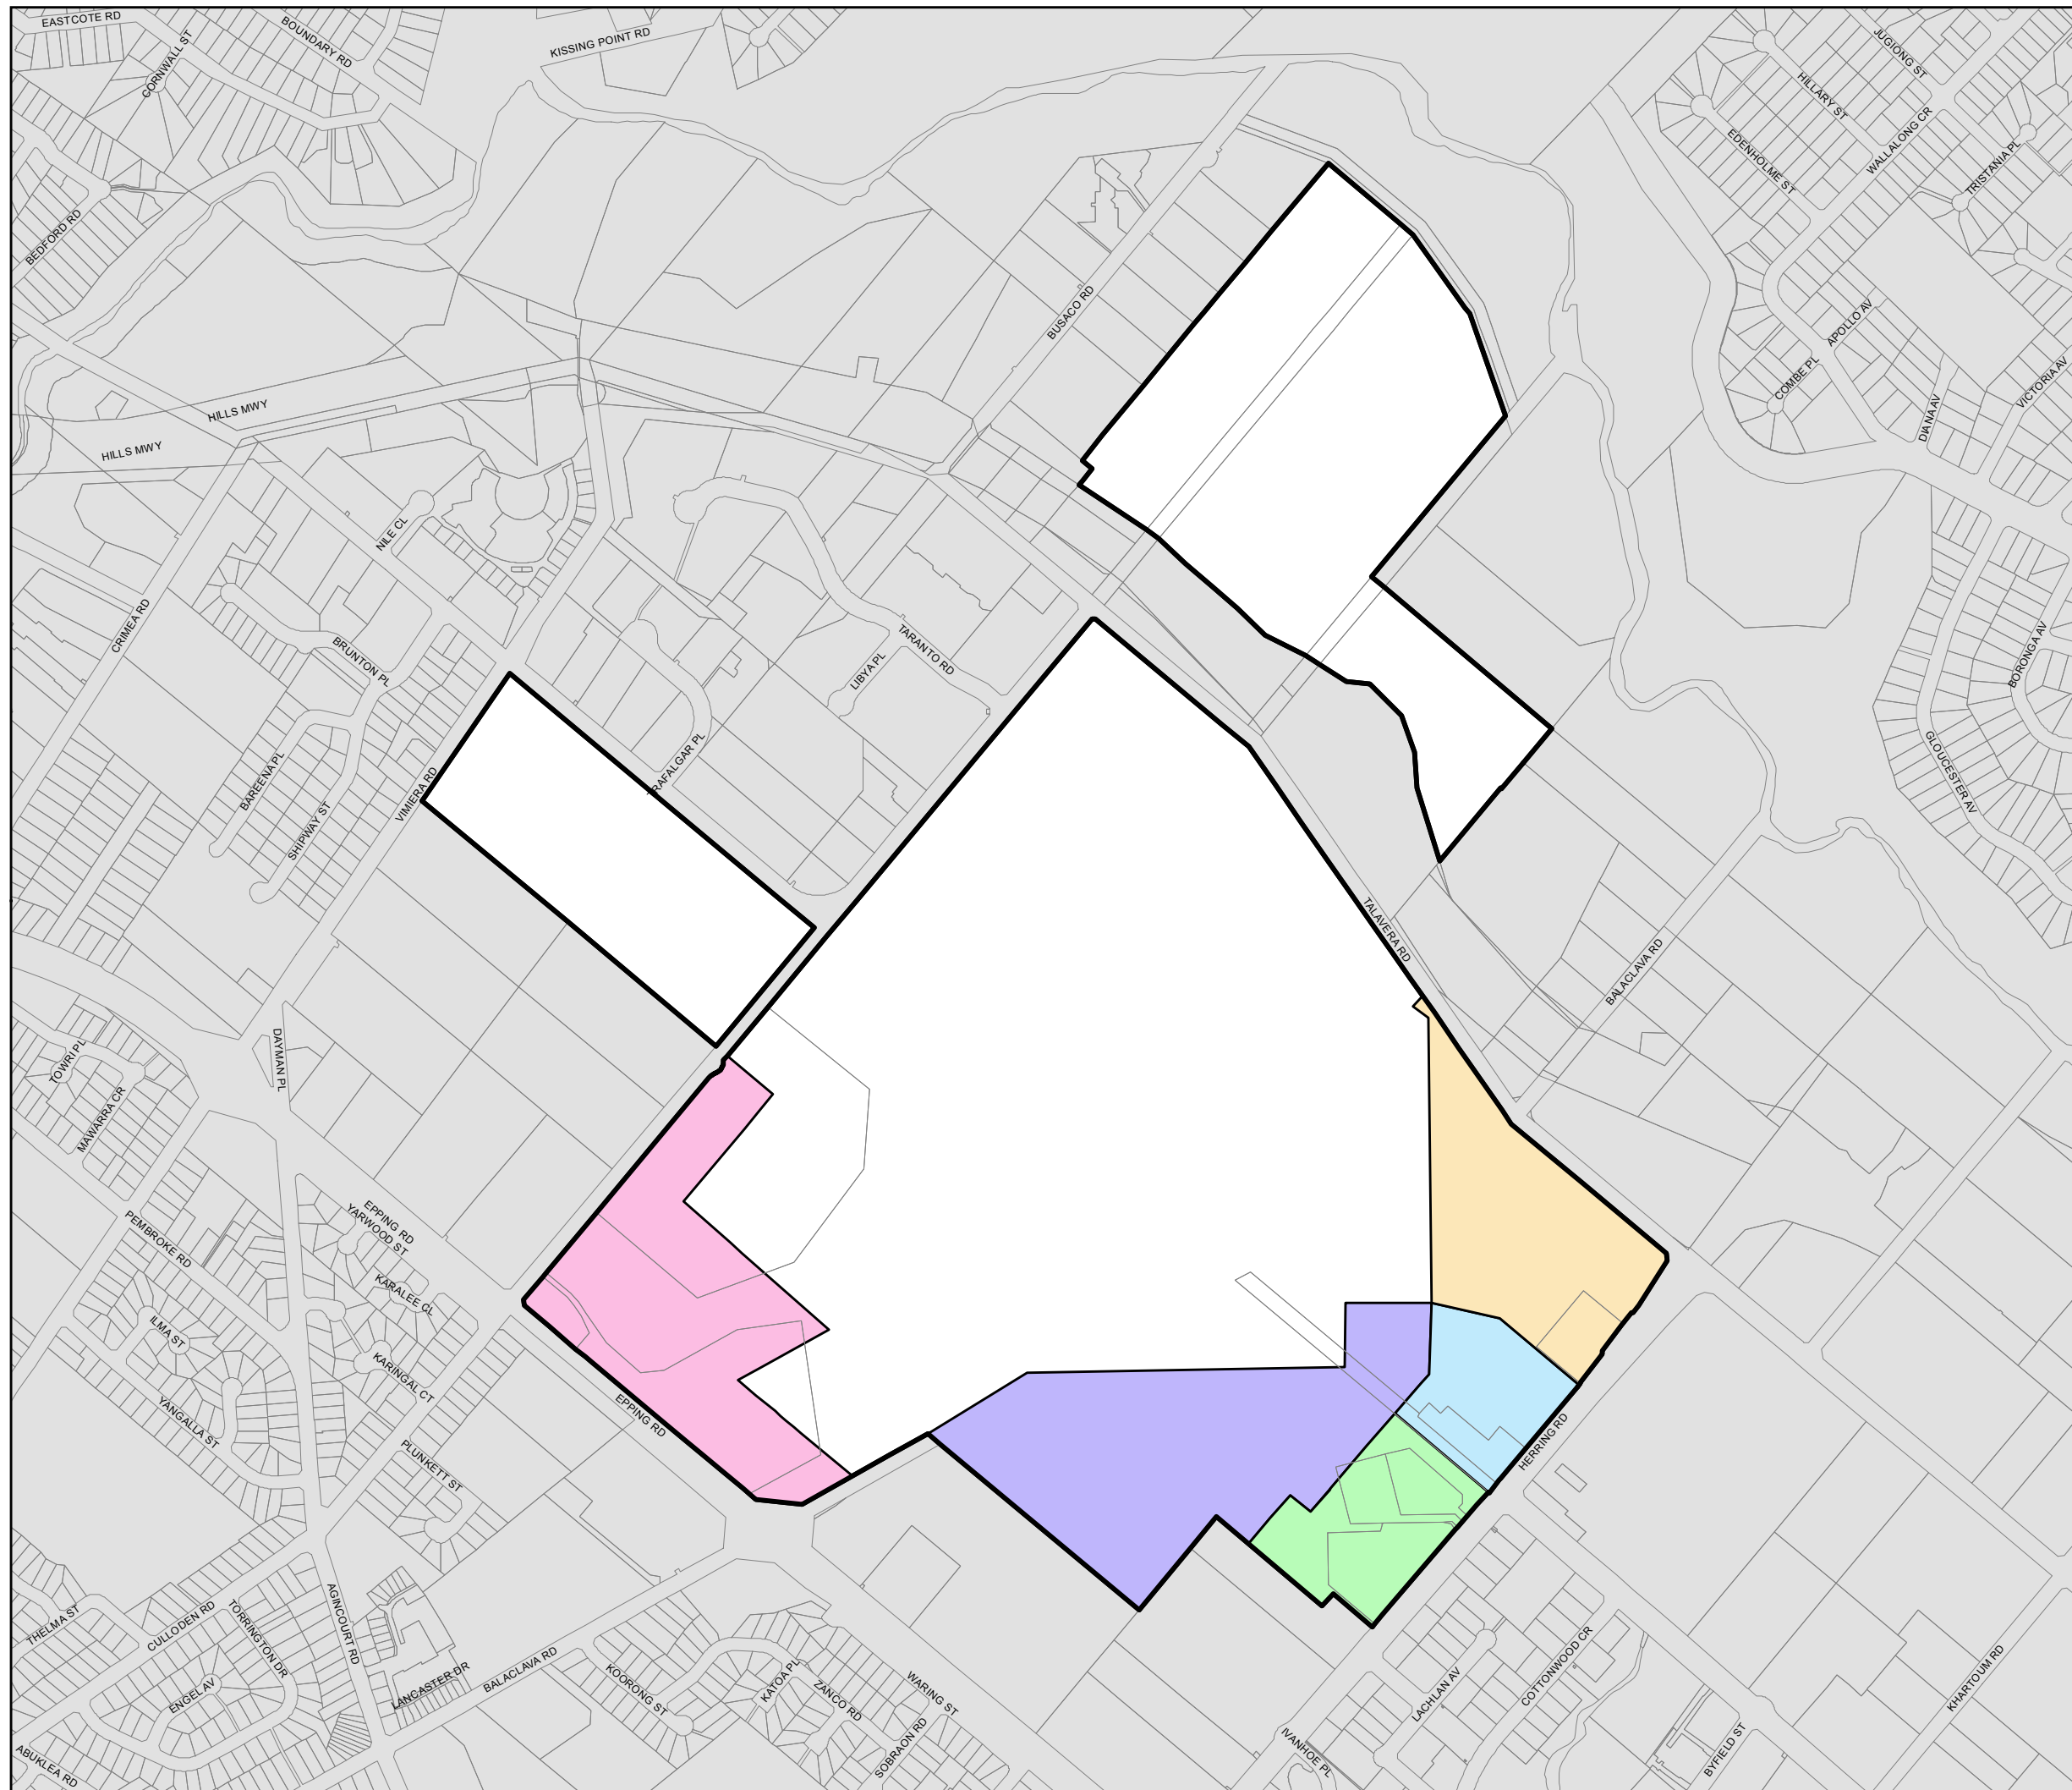 EASTCOTE RD
BOUNDARY RD
CORNWALL ST
KISSING POINT RD
JUGIONG ST
HILLARY ST
WALLALONG CR
EDENHOLME ST
TRISTANIA PL
BEDFORD RD
BUSACO RD
APOLLO AV
COMBE PL
VICTORIA AV
DIANA AV
HILLS MWY
HILLS MWY
NILE CL
CRIMEA RD
BRUNTON PL
TARANTO RD
LIBYA PL
BORONGA AV
TRAFALGAR PL
BAREENA PL
VIMIERA RD
SHIPWAY ST
GLOUCESTER AV
TALAVERA RD
BALACLAVA RD
DAYMAN PL
TOWRI PL
MAWARRA CR
EPPING RD
YARWOOD ST
PEMBROKE RD
KARALEE CL
ILMA ST
KARINGAL CT
YANGALLA ST
EPPING RD
PLUNKETT ST
HERRING RD
THELMA ST
CULLODEN RD
TORRINGTON DR
AGINCOURT RD
ENGEL AV
LANCASTER DR
BALACLAVA RD
KOORONG ST
KATOA PL
ZANCO RD
WARING ST
SOBRAON RD
LACHLAN AV
COTTONWOOD CR
KHARTOUM RD
IVANHOE PL
BYFIELD ST
ABUKLEA RD